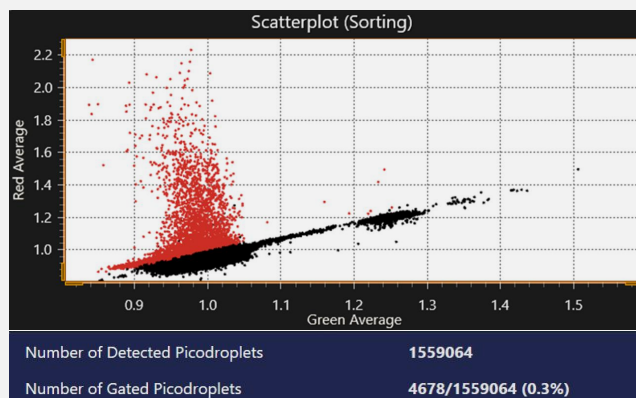 Scatterplot (Sorting)
Red Average
2.2
2.0
1.8
1.6
1.4
1.2
1.0
0.9 1.0 1.1 1.2 1.3 1.4 1.5
Green Average
Number of Detected Picodroplets 1559064
Number of Gated Picodroplets 4678/1559064 (0.3%)